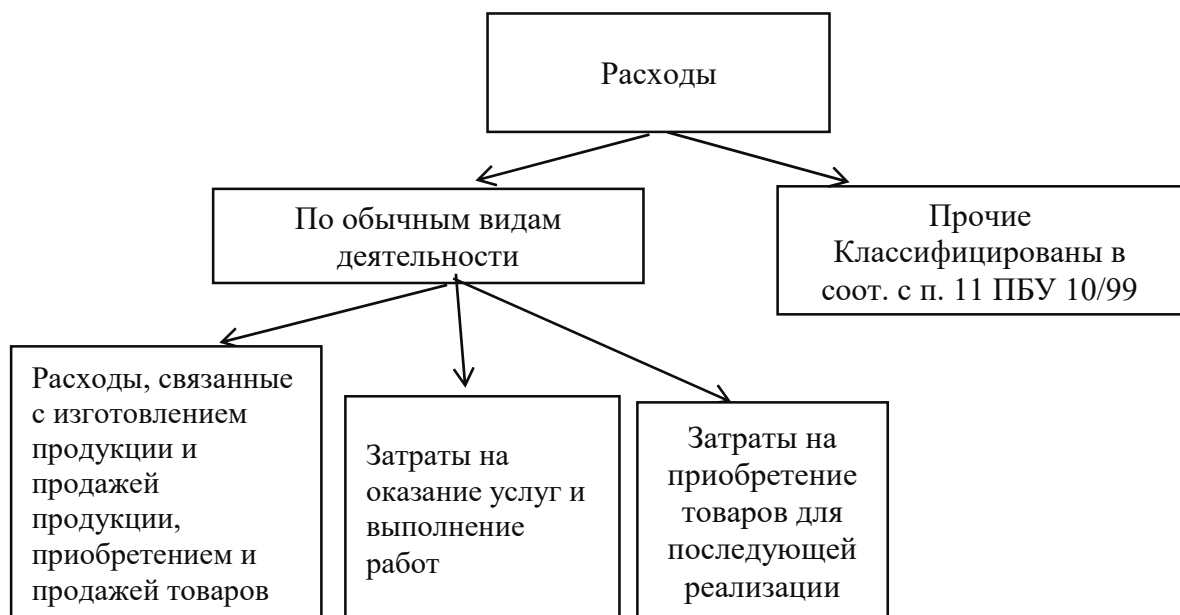 Расходы
По обычным видам
деятельности
Прочие
Классифицированы в
соот. с п. 11 ПБУ 10/99
Расходы, связанные
с изготовлением
продукции и
продажей
продукции,
приобретением и
продажей товаров
Затраты на
оказание услуг и
выполнение
работ
Затраты на
приобретение
товаров для
последующей
реализации